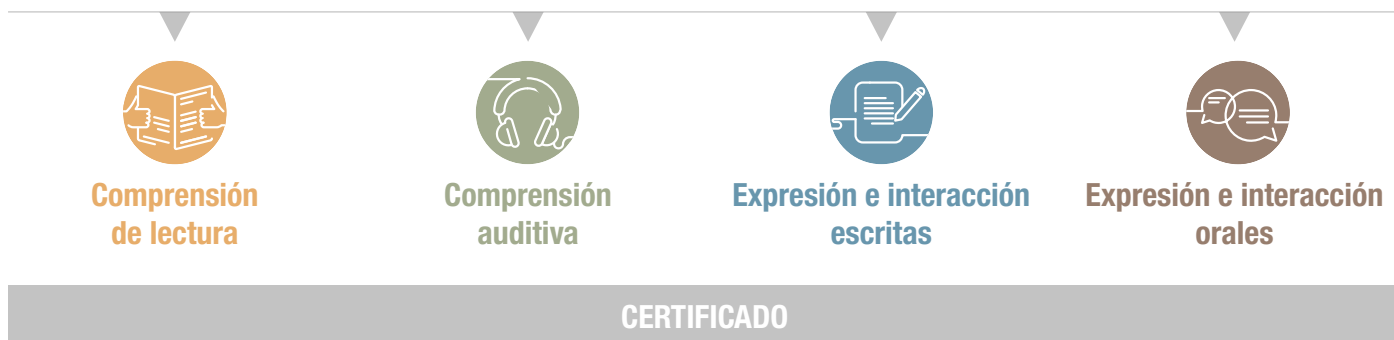 Comprensión
de lectura
Comprensión
auditiva
Expresión e interacción
escritas
Expresión e interacción
orales
CERTIFICADO